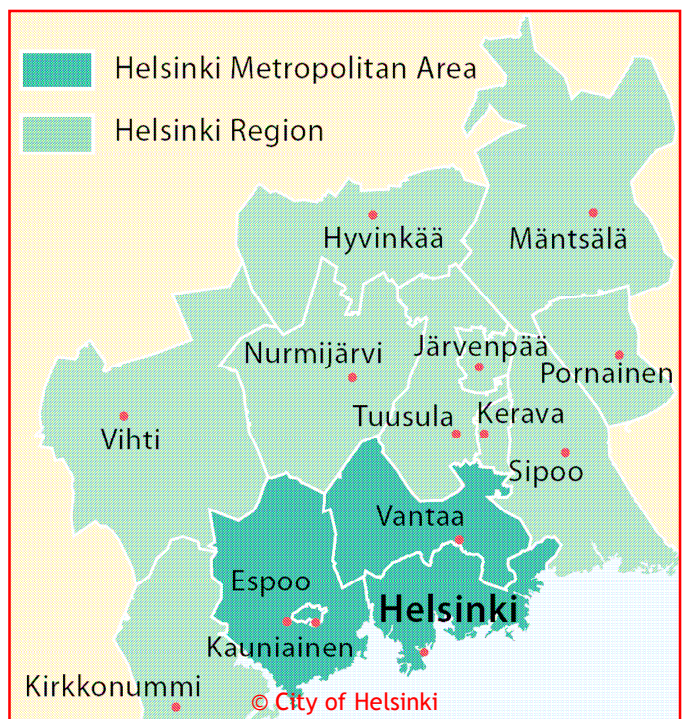 Helsinki Metropolitan Area
Helsinki Region
Hyvinkää
Mäntsälä
Nurmijärvi
Järvenpää
Pornainen
Tuusula
Kerava
Vihti
Sipoo
Vantaa
Espoo
Helsinki
Kauniainen
Kirkkonummi
© City of Helsinki